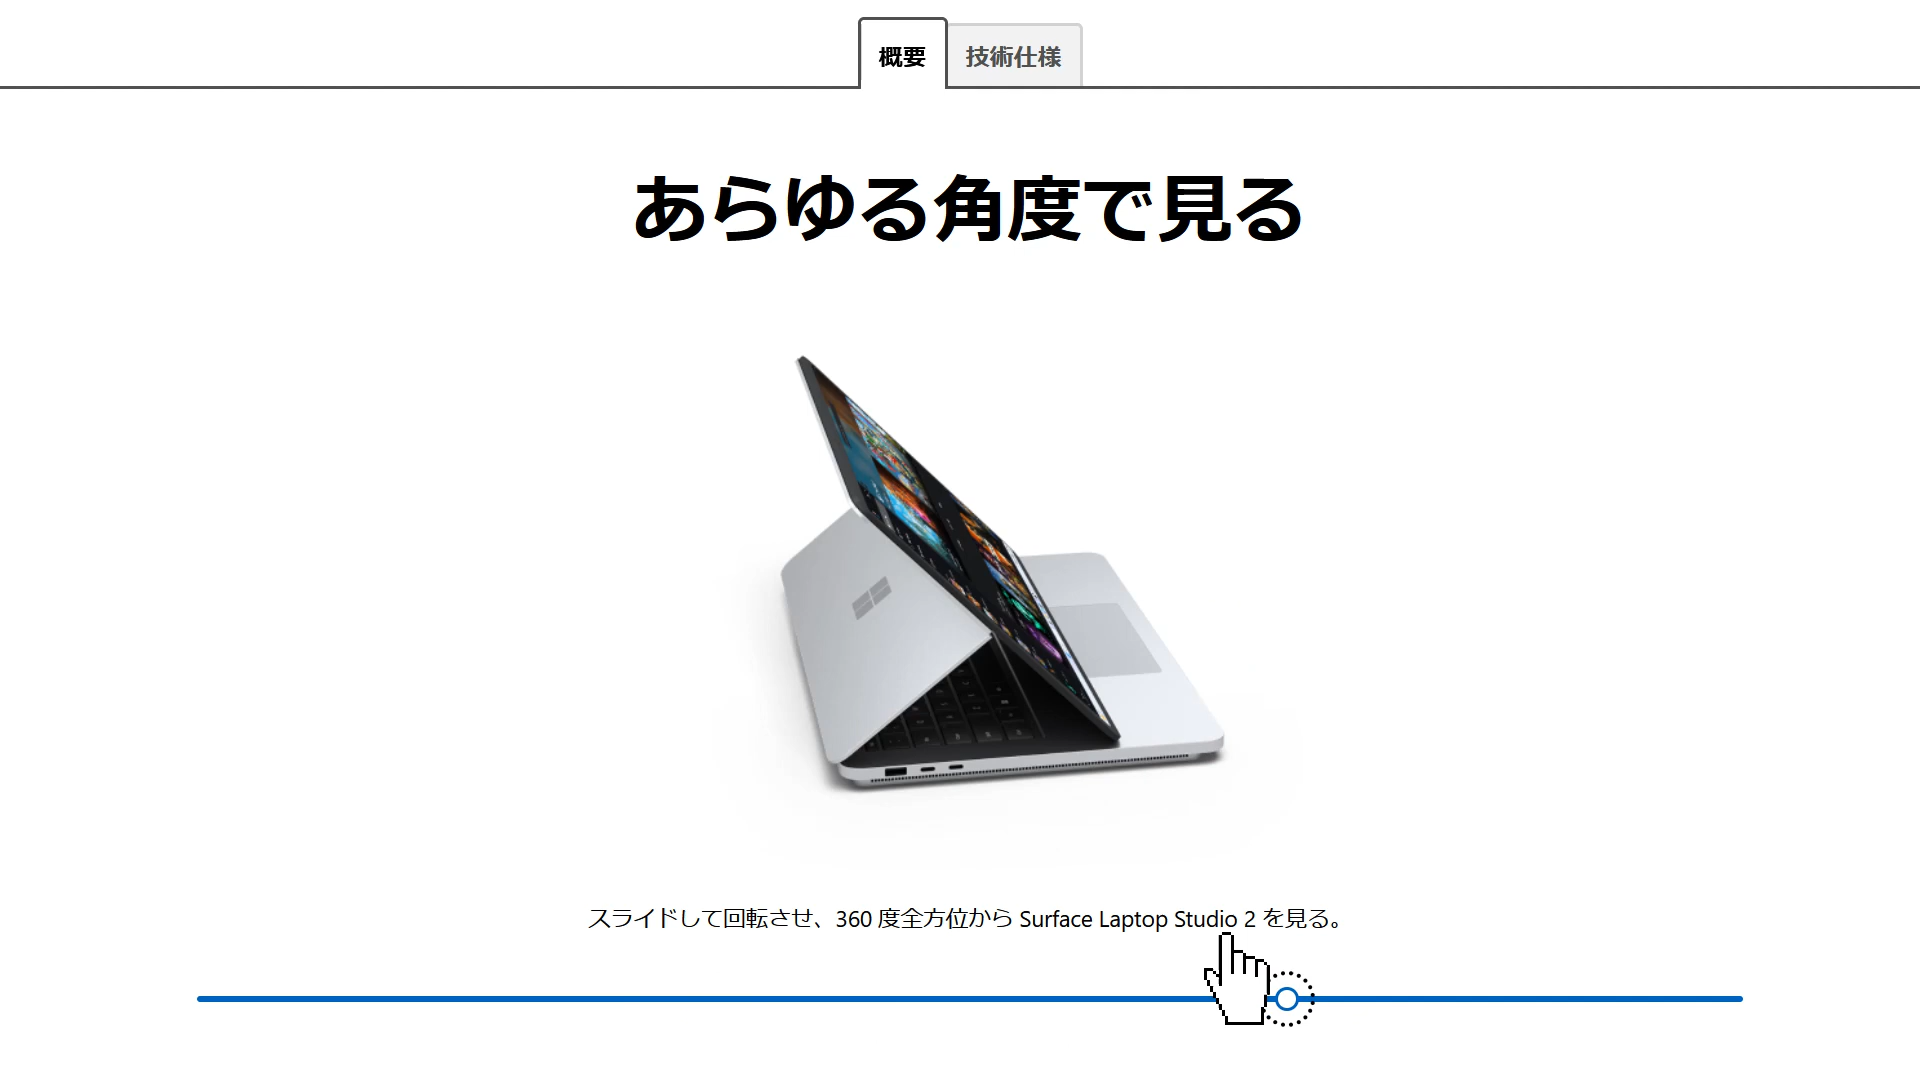 概要
技術仕様
あらゆる角度で見る
スライドして回転させ、360 度全方位から Surface Laptop Studio 2 を見る。